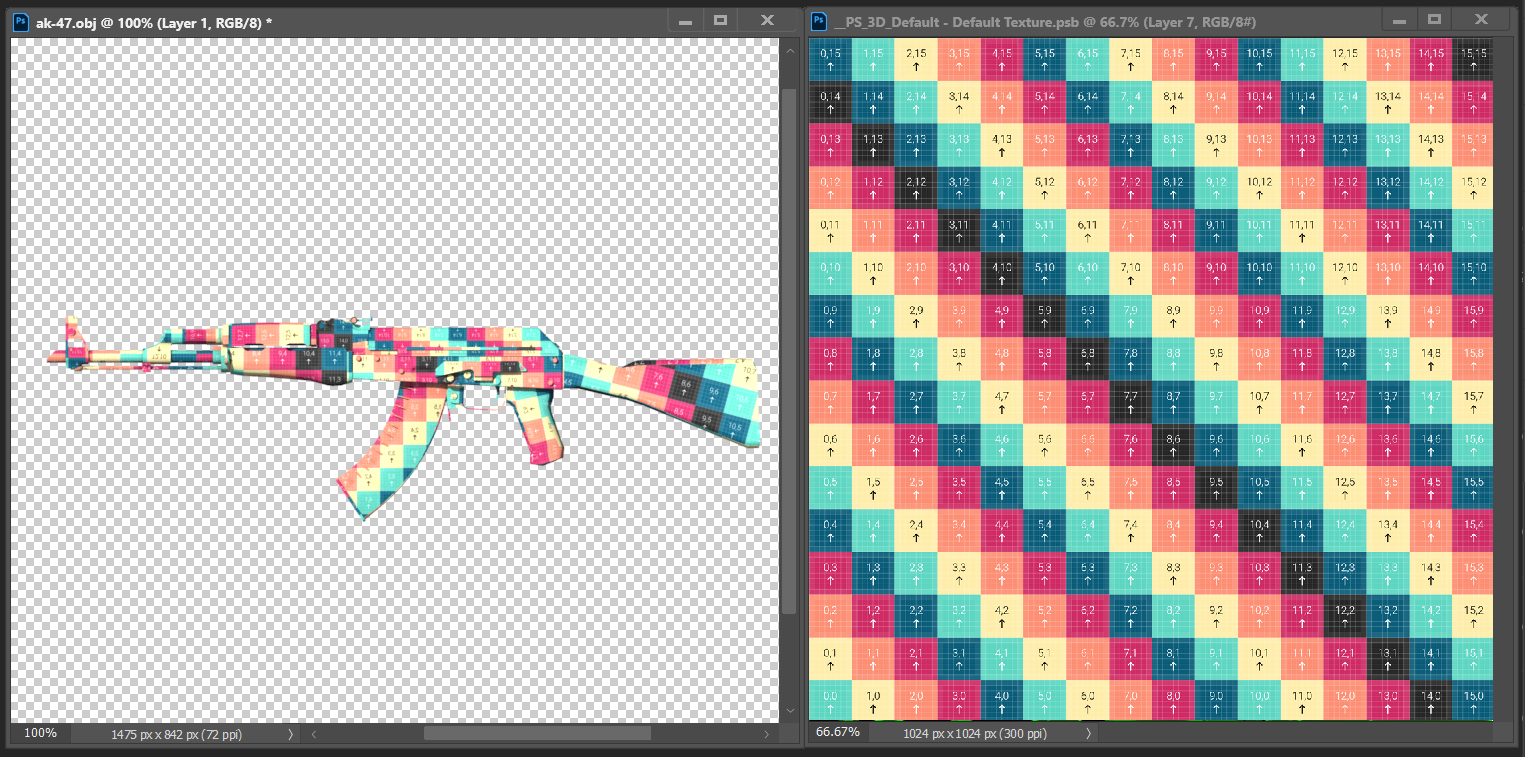 Ps ak-47.obj @ 100% (Layer 1, RGB/8) *
Ps __PS_3D_Default - Default Texture.psb @ 66.7% (Layer 7, RGB/8#)
0,15 1,15 2,15 3,15 4,15 5,15 6,15 7,15 8,15 9,15 10,15 11,15 12,15 13,15 14,15 15,15
0,14 1,14 2,14 3,14 4,14 5,14 6,14 7,14 8,14 9,14 10,14 11,14 12,14 13,14 14,14 15,14
0,13 1,13 2,13 3,13 4,13 5,13 6,13 7,13 8,13 9,13 10,13 11,13 12,13 13,13 14,13 15,13
0,12 1,12 2,12 3,12 4,12 5,12 6,12 7,12 8,12 9,12 10,12 11,12 12,12 13,12 14,12 15,12
0,11 1,11 2,11 3,11 4,11 5,11 6,11 7,11 8,11 9,11 10,11 11,11 12,11 13,11 14,11 15,11
0,10 1,10 2,10 3,10 4,10 5,10 6,10 7,10 8,10 9,10 10,10 11,10 12,10 13,10 14,10 15,10
0,9 1,9 2,9 3,9 4,9 5,9 6,9 7,9 8,9 9,9 10,9 11,9 12,9 13,9 14,9 15,9
0,8 1,8 2,8 3,8 4,8 5,8 6,8 7,8 8,8 9,8 10,8 11,8 12,8 13,8 14,8 15,8
0,7 1,7 2,7 3,7 4,7 5,7 6,7 7,7 8,7 9,7 10,7 11,7 12,7 13,7 14,7 15,7
0,6 1,6 2,6 3,6 4,6 5,6 6,6 7,6 8,6 9,6 10,6 11,6 12,6 13,6 14,6 15,6
0,5 1,5 2,5 3,5 4,5 5,5 6,5 7,5 8,5 9,5 10,5 11,5 12,5 13,5 14,5 15,5
0,4 1,4 2,4 3,4 4,4 5,4 6,4 7,4 8,4 9,4 10,4 11,4 12,4 13,4 14,4 15,4
0,3 1,3 2,3 3,3 4,3 5,3 6,3 7,3 8,3 9,3 10,3 11,3 12,3 13,3 14,3 15,3
0,2 1,2 2,2 3,2 4,2 5,2 6,2 7,2 8,2 9,2 10,2 11,2 12,2 13,2 14,2 15,2
0,1 1,1 2,1 3,1 4,1 5,1 6,1 7,1 8,1 9,1 10,1 11,1 12,1 13,1 14,1 15,1
0,0 1,0 2,0 3,0 4,0 5,0 6,0 7,0 8,0 9,0 10,0 11,0 12,0 13,0 14,0 15,0
9,4 10,4 11,4
11,3
7,6 8,6 9,6 10,6
8,5 9,5 10,5
10,7
100% 1475 px x 842 px (72 ppi)
66.67% 1024 px x 1024 px (300 ppi)